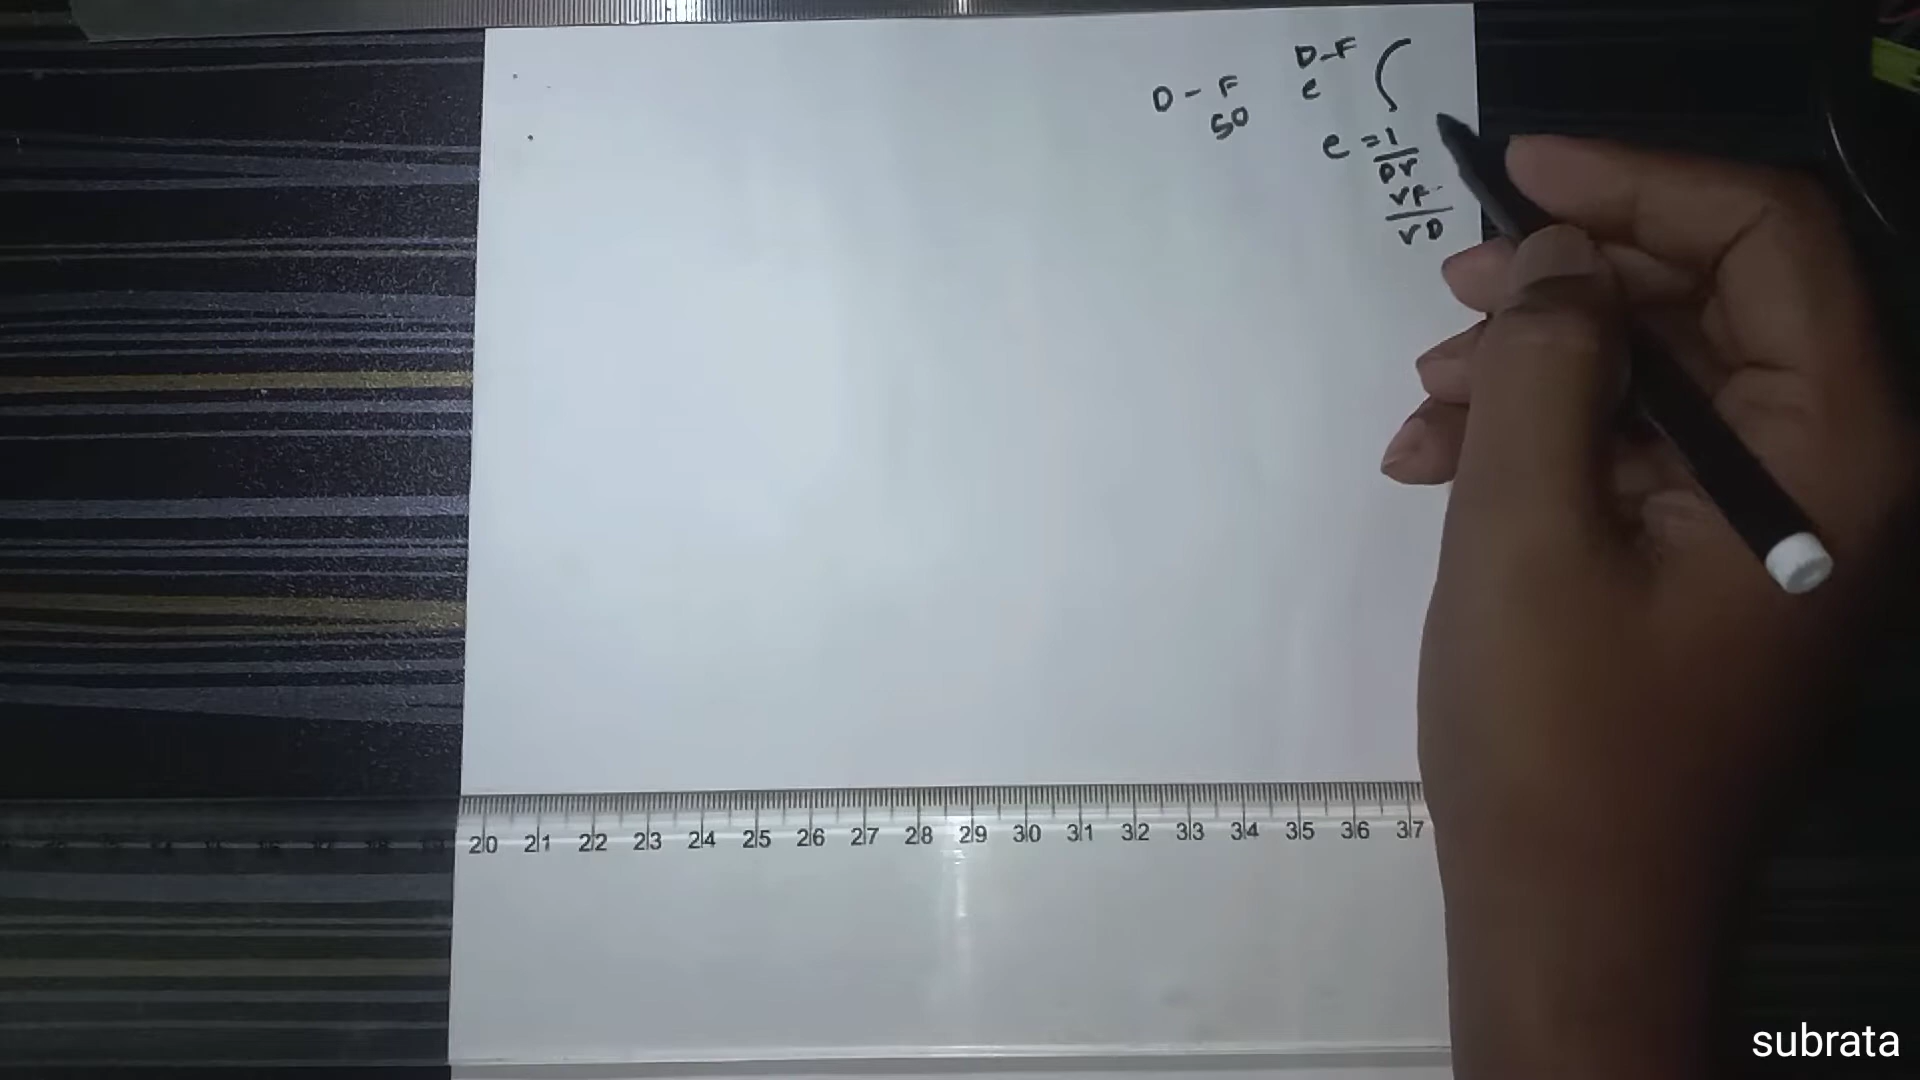 D - F
50
D-F
e (
e = 1/DV
VF
VD
20 21 22 23 24 25 26 27 28 29 30 31 32 33 34 35 36 37
subrata